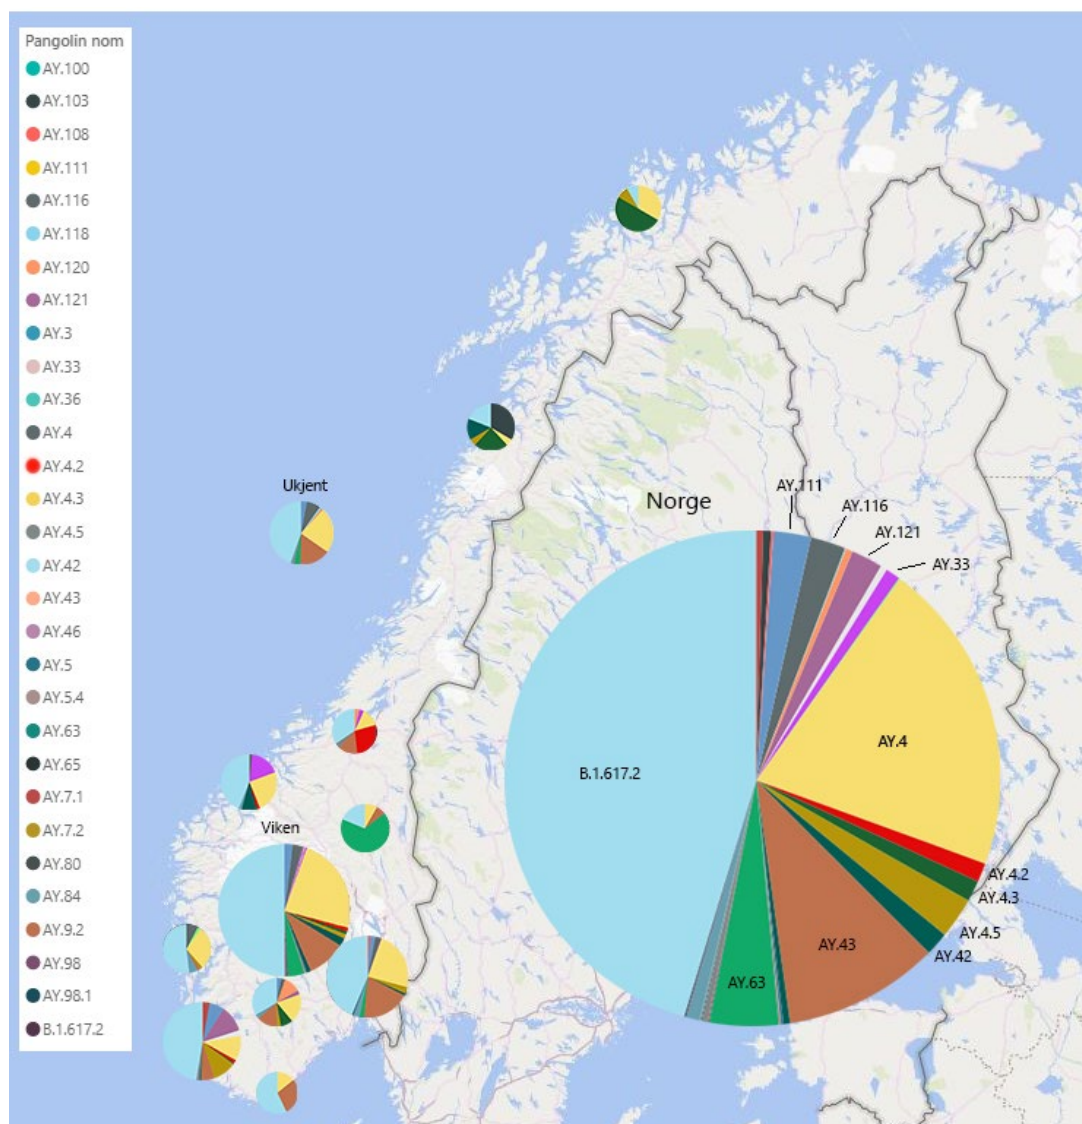 Pangolin nom
AY.100
AY.103
AY.108
AY.111
AY.116
AY.118
AY.120
AY.121
AY.3
AY.33
AY.36
AY.4
AY.4.2
AY.4.3
AY.4.5
AY.42
AY.43
AY.46
AY.5
AY.5.4
AY.63
AY.65
AY.7.1
AY.7.2
AY.80
AY.84
AY.9.2
AY.98
AY.98.1
B.1.617.2
Ukjent
Viken
Norge
AY.111
AY.116
AY.121
AY.33
AY.4
B.1.617.2
AY.4.2
AY.4.3
AY.4.5
AY.42
AY.43
AY.63